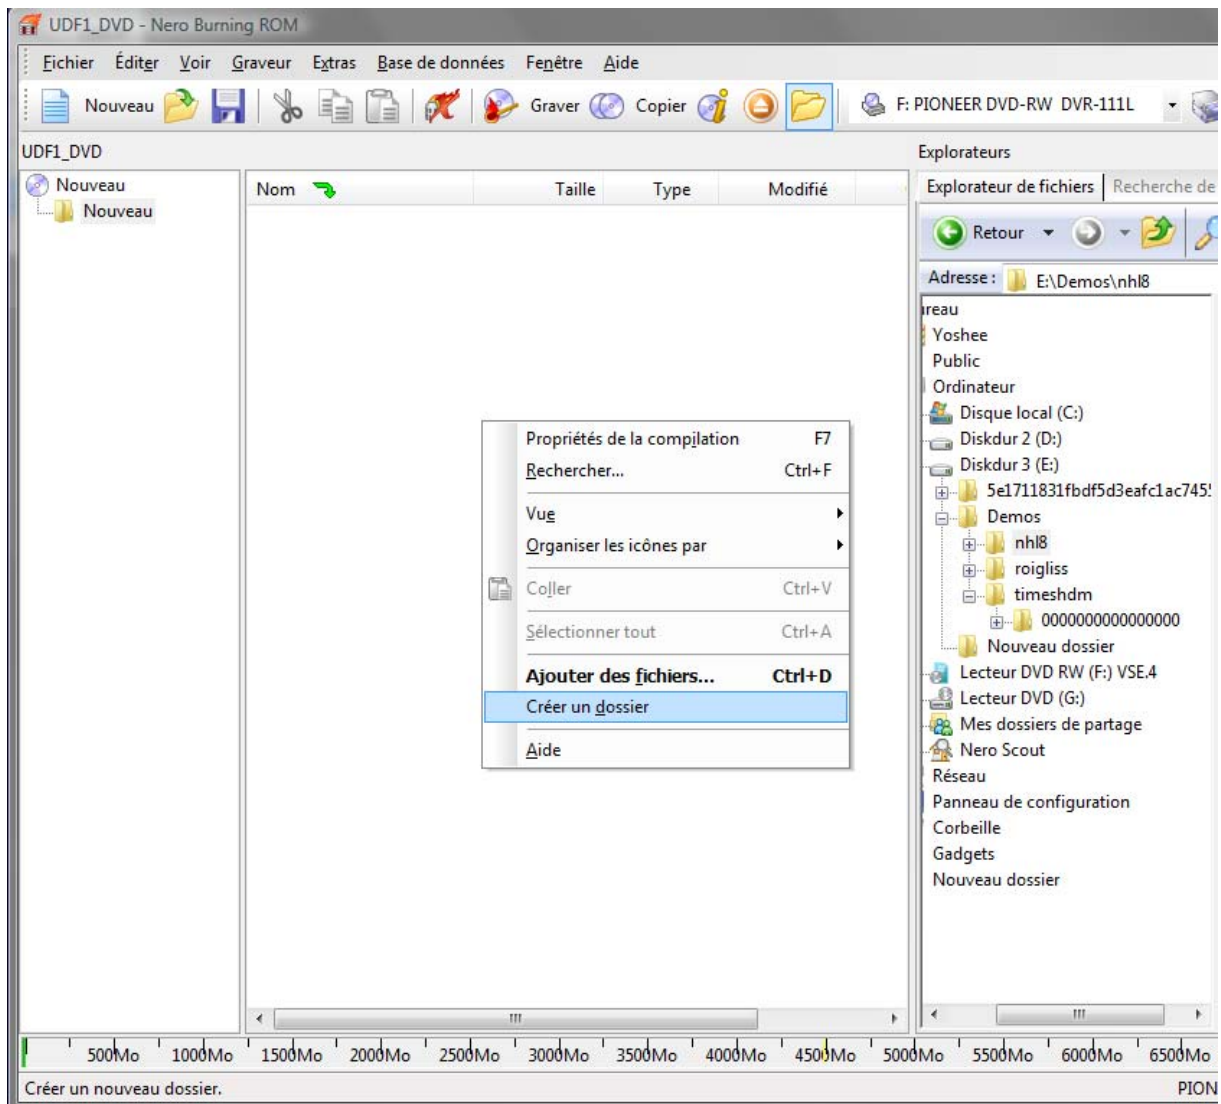 UDF1_DVD - Nero Burning ROM
Fichier Éditer Voir Graveur Extras Base de données Fenêtre Aide
Nouveau Graver Copier F: PIONEER DVD-RW DVR-111L
UDF1_DVD
Explorateurs
Nouveau
Nouveau
Nom Taille Type Modifié
Explorateur de fichiers Recherche de
Retour
Adresse : E:\Demos\nhl8
ireau
Yoshee
Public
Ordinateur
Disque local (C:)
Diskdur 2 (D:)
Diskdur 3 (E:)
5e1711831fbdf5d3eafc1ac745
Demos
nhl8
roigliss
timeshdm
0000000000000000
Nouveau dossier
Lecteur DVD RW (F:) VSE.4
Lecteur DVD (G:)
Mes dossiers de partage
Nero Scout
Réseau
Panneau de configuration
Corbeille
Gadgets
Nouveau dossier
Propriétés de la compilation F7
Rechercher... Ctrl+F
Vue
Organiser les icônes par
Coller Ctrl+V
Sélectionner tout Ctrl+A
Ajouter des fichiers... Ctrl+D
Créer un dossier
Aide
500Mo 1000Mo 1500Mo 2000Mo 2500Mo 3000Mo 3500Mo 4000Mo 4500Mo 5000Mo 5500Mo 6000Mo 6500Mo
Créer un nouveau dossier. PION